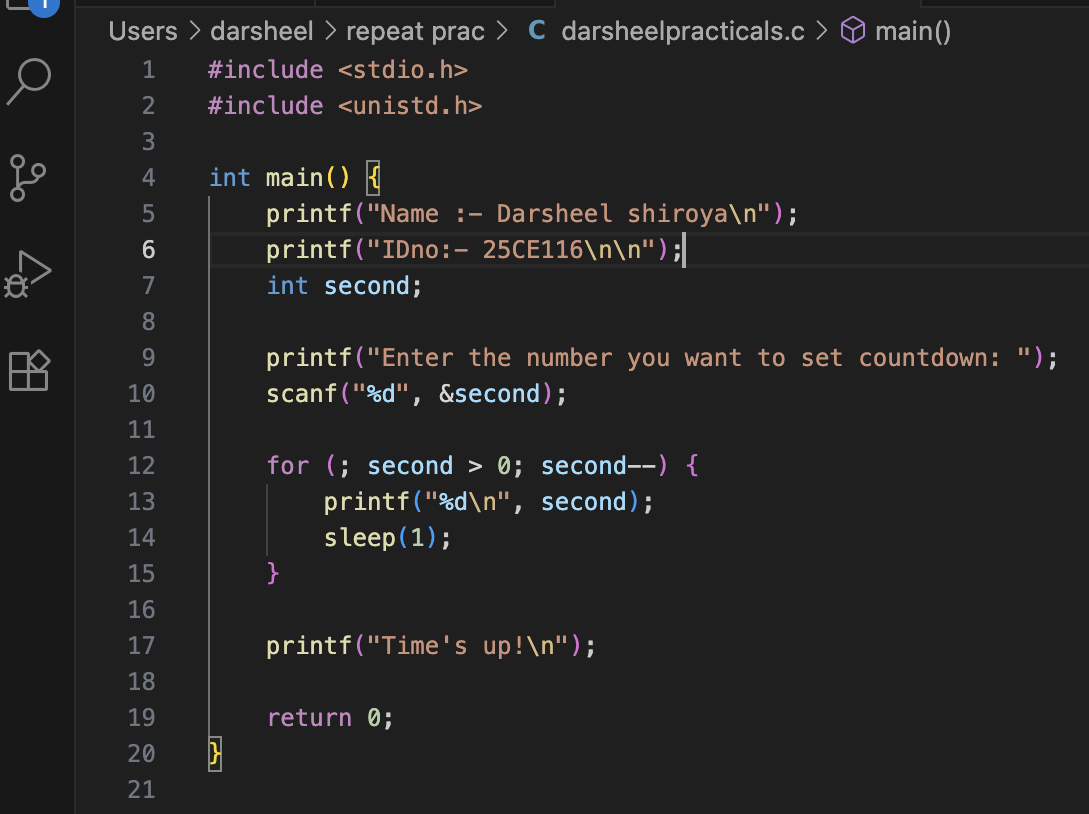 1
Users > darsheel > repeat prac > C darsheelpracticals.c > main()
1 #include <stdio.h>
2 #include <unistd.h>
3
4 int main() {
5     printf("Name :- Darsheel shiroya\n");
6     printf("IDno:- 25CE116\n\n");
7     int second;
8
9     printf("Enter the number you want to set countdown: ");
10     scanf("%d", &second);
11
12     for (; second > 0; second--) {
13         printf("%d\n", second);
14         sleep(1);
15     }
16
17     printf("Time's up!\n");
18
19     return 0;
20 }
21